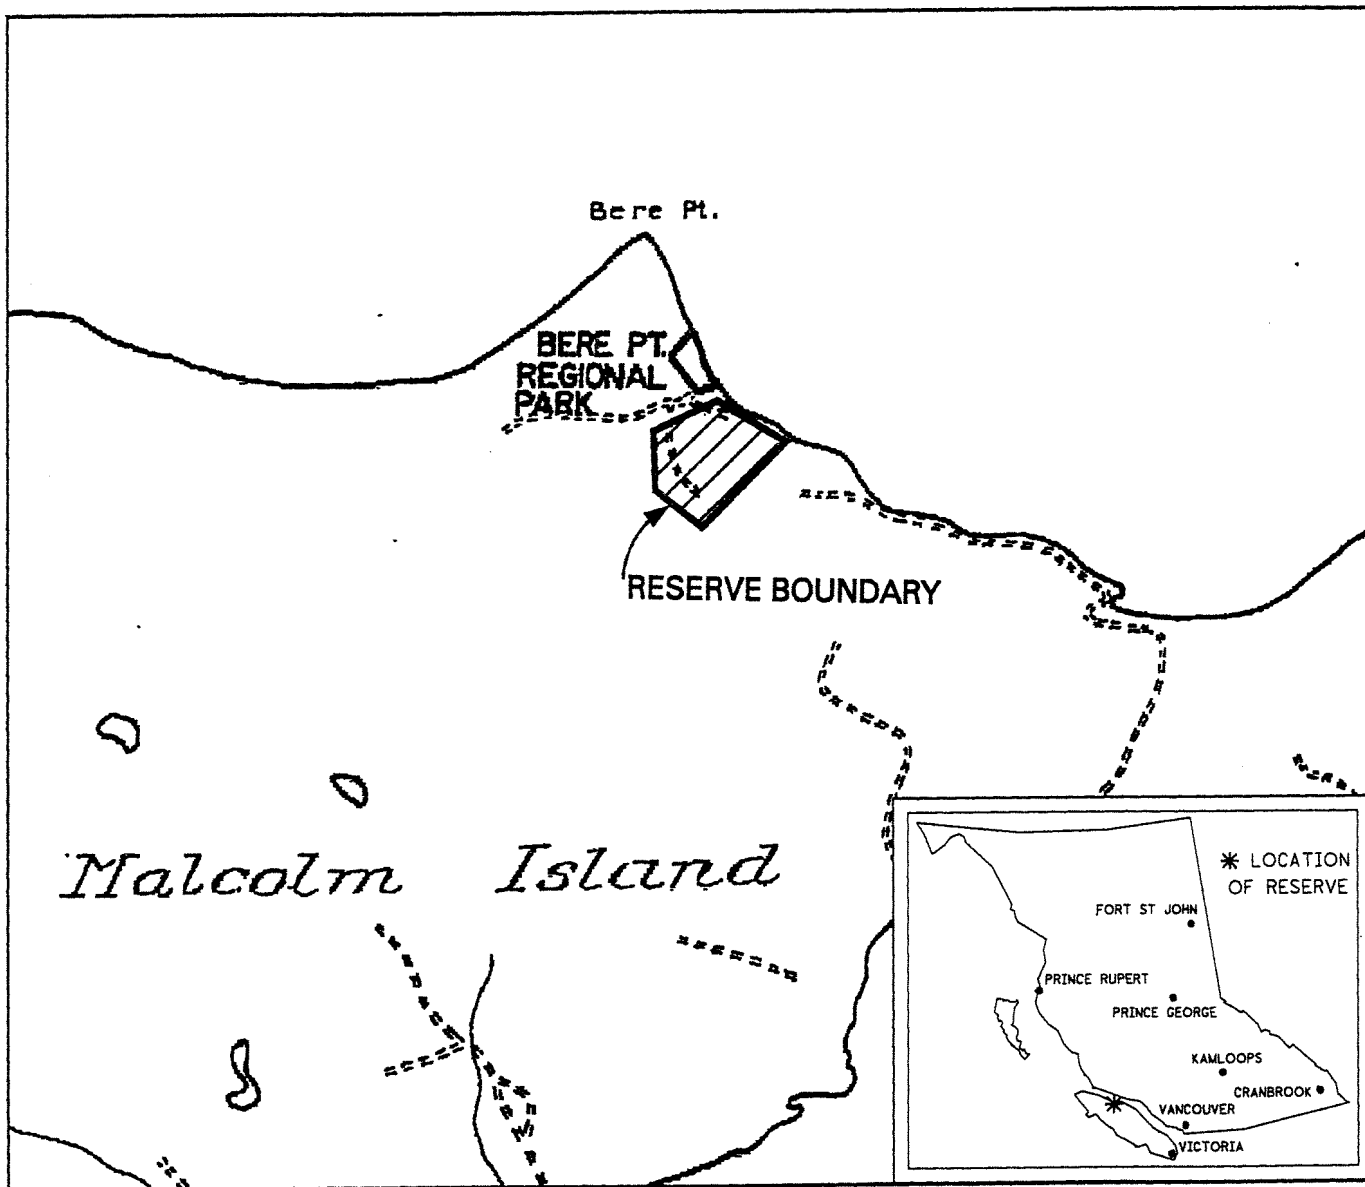 Bere Pt.
BERE PT.
REGIONAL
PARK
RESERVE BOUNDARY
Malcolm Island
* LOCATION
OF RESERVE
FORT ST JOHN
PRINCE RUPERT
PRINCE GEORGE
KAMLOOPS
CRANBROOK
VANCOUVER
VICTORIA